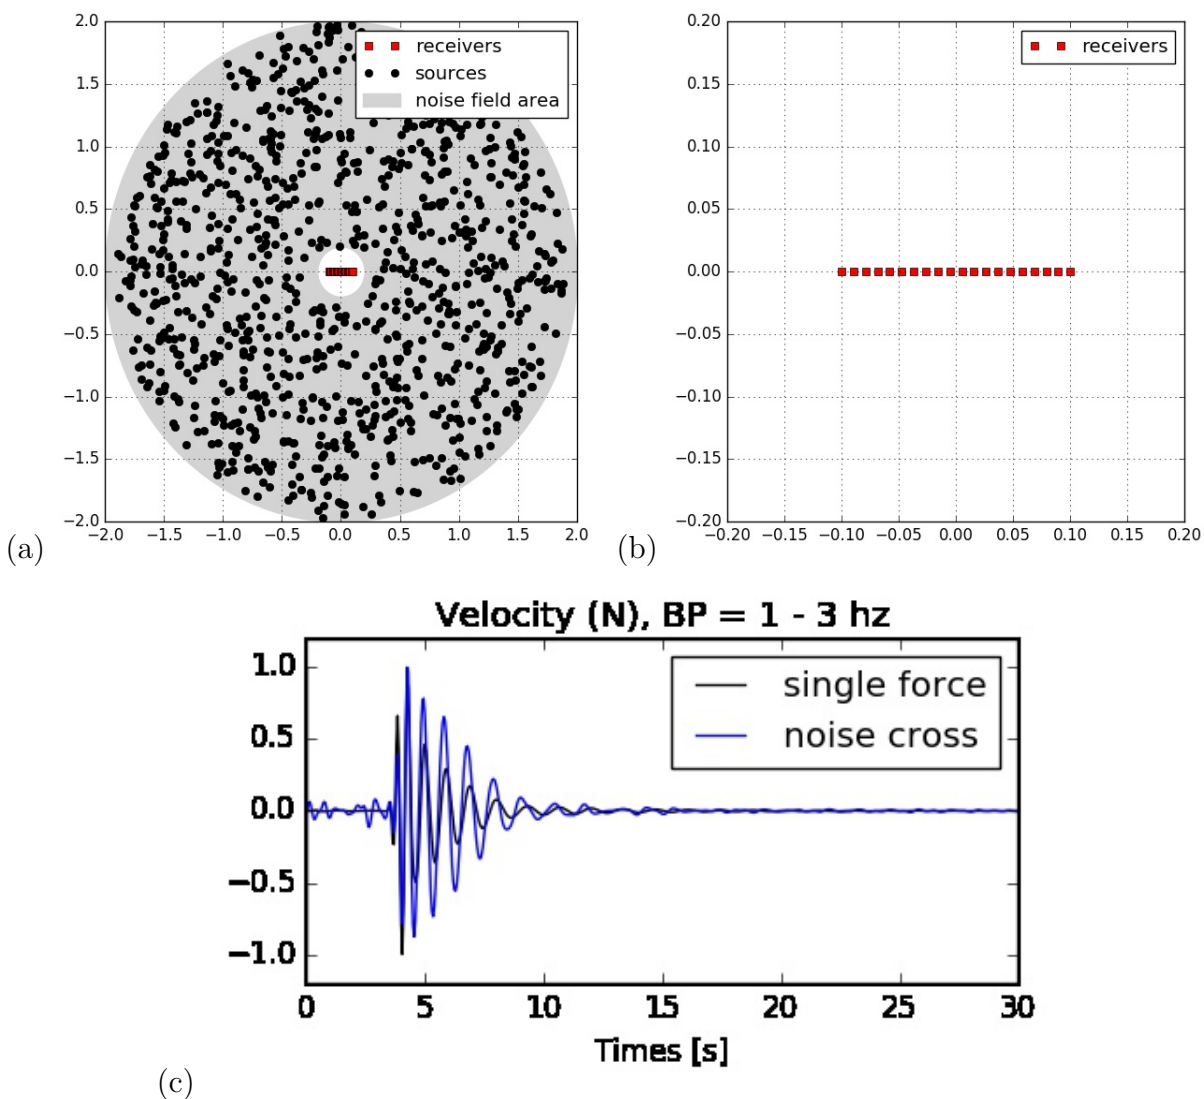 2.0
1.5
1.0
0.5
0.0
−0.5
−1.0
−1.5
−2.0
−2.0 −1.5 −1.0 −0.5 0.0 0.5 1.0 1.5 2.0
receivers
sources
noise field area
(a)
0.20
0.15
0.10
0.05
0.00
−0.05
−0.10
−0.15
−0.20
−0.20 −0.15 −0.10 −0.05 0.00 0.05 0.10 0.15 0.20
receivers
(b)
Velocity (N), BP = 1 - 3 hz
1.0
0.5
0.0
−0.5
−1.0
single force
noise cross
0 5 10 15 20 25 30
Times [s]
(c)